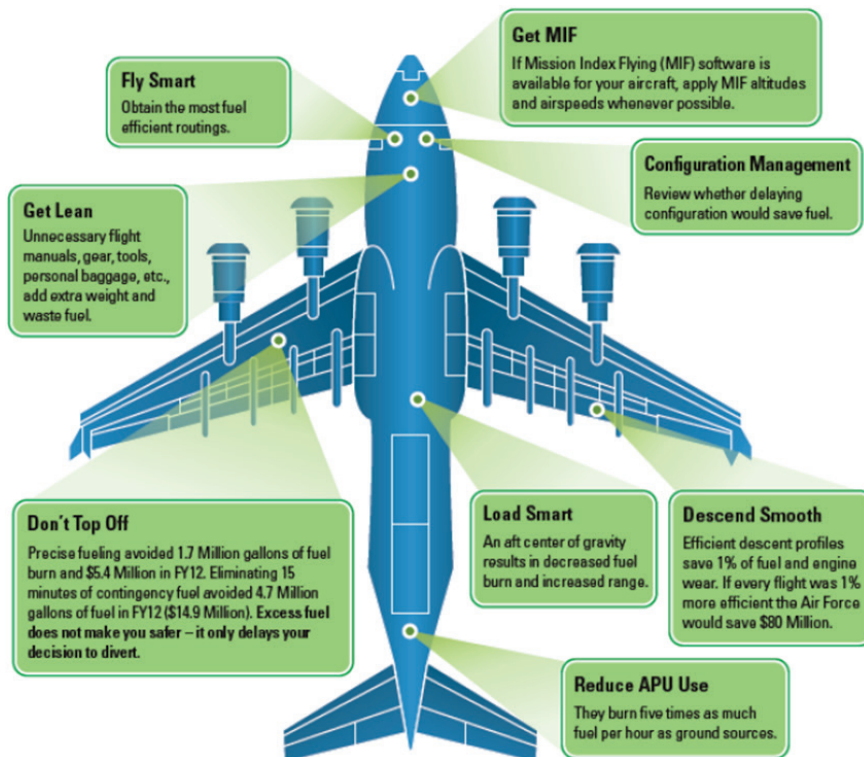 Get MIF
If Mission Index Flying (MIF) software is
available for your aircraft, apply MIF altitudes
and airspeeds whenever possible.
Fly Smart
Obtain the most fuel
efficient routings.
Configuration Management
Review whether delaying
configuration would save fuel.
Get Lean
Unnecessary flight
manuals, gear, tools,
personal baggage, etc.,
add extra weight and
waste fuel.
Don't Top Off
Precise fueling avoided 1.7 Million gallons of fuel
burn and $5.4 Million in FY12. Eliminating 15
minutes of contingency fuel avoided 4.7 Million
gallons of fuel in FY12 ($14.9 Million). Excess fuel
does not make you safer – it only delays your
decision to divert.
Load Smart
An aft center of gravity
results in decreased fuel
burn and increased range.
Descend Smooth
Efficient descent profiles
save 1% of fuel and engine
wear. If every flight was 1%
more efficient the Air Force
would save $80 Million.
Reduce APU Use
They burn five times as much
fuel per hour as ground sources.